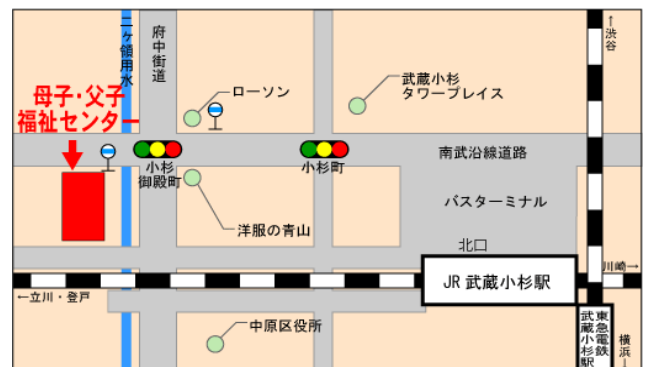 二ヶ領用水
府中街道
←渋谷
母子・父子
福祉センター
ローソン
武蔵小杉
タワープレイス
小杉
御殿町
小杉町
南武沿線道路
洋服の青山
バスターミナル
北口
川崎→
JR 武蔵小杉駅
←立川・登戸
中原区役所
東急電鉄
武蔵小杉駅
横浜→